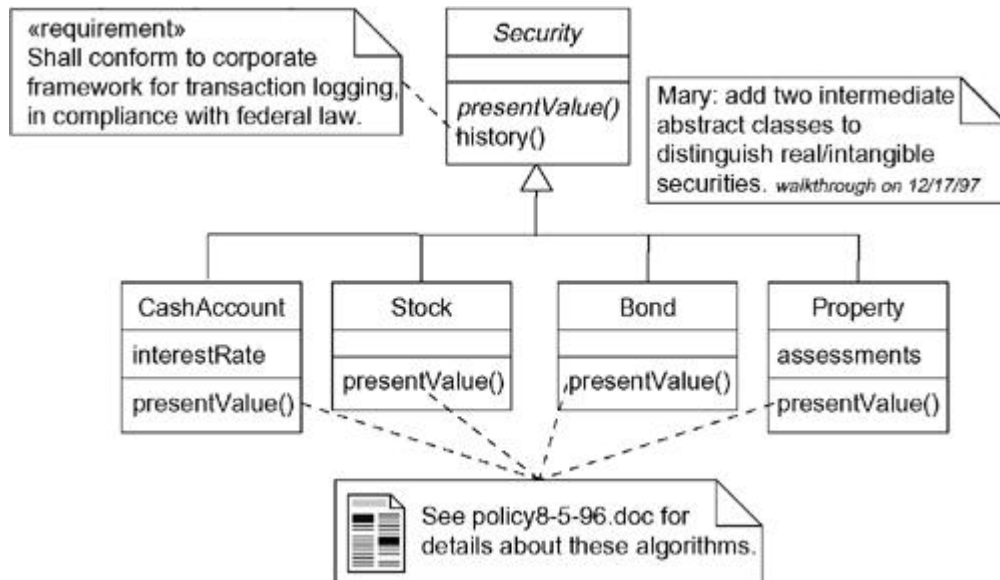 «requirement»
Shall conform to corporate
framework for transaction logging,
in compliance with federal law.
Security
presentValue()
history()
Mary: add two intermediate
abstract classes to
distinguish real/intangible
securities. walkthrough on 12/17/97
CashAccount
interestRate
presentValue()
Stock
presentValue()
Bond
presentValue()
Property
assessments
presentValue()
See policy8-5-96.doc for
details about these algorithms.